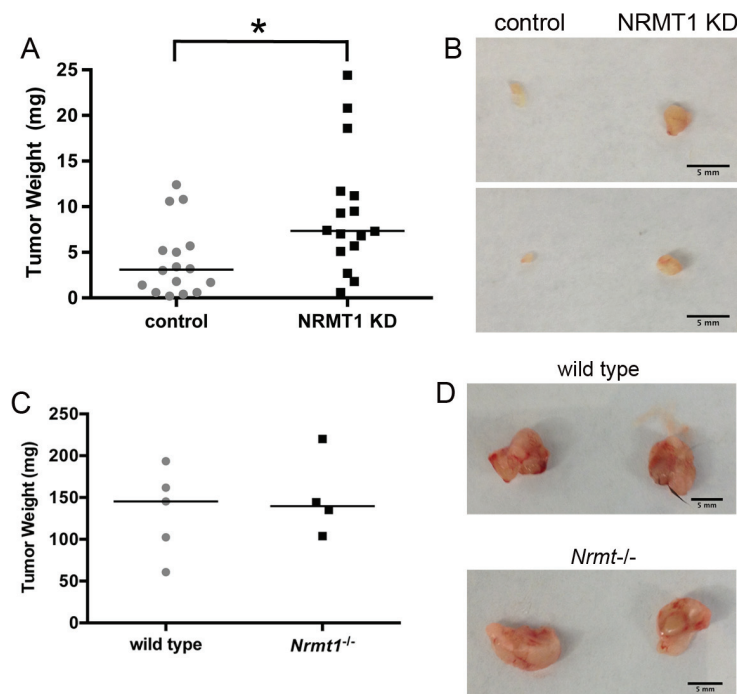 A
*
Tumor Weight (mg)
25
20
15
10
5
0
control
NRMT1 KD
B
control NRMT1 KD
5 mm
5 mm
C
Tumor Weight (mg)
250
200
150
100
50
0
wild type
Nrmt1-/-
D
wild type
5 mm
Nrmt-/-
5 mm